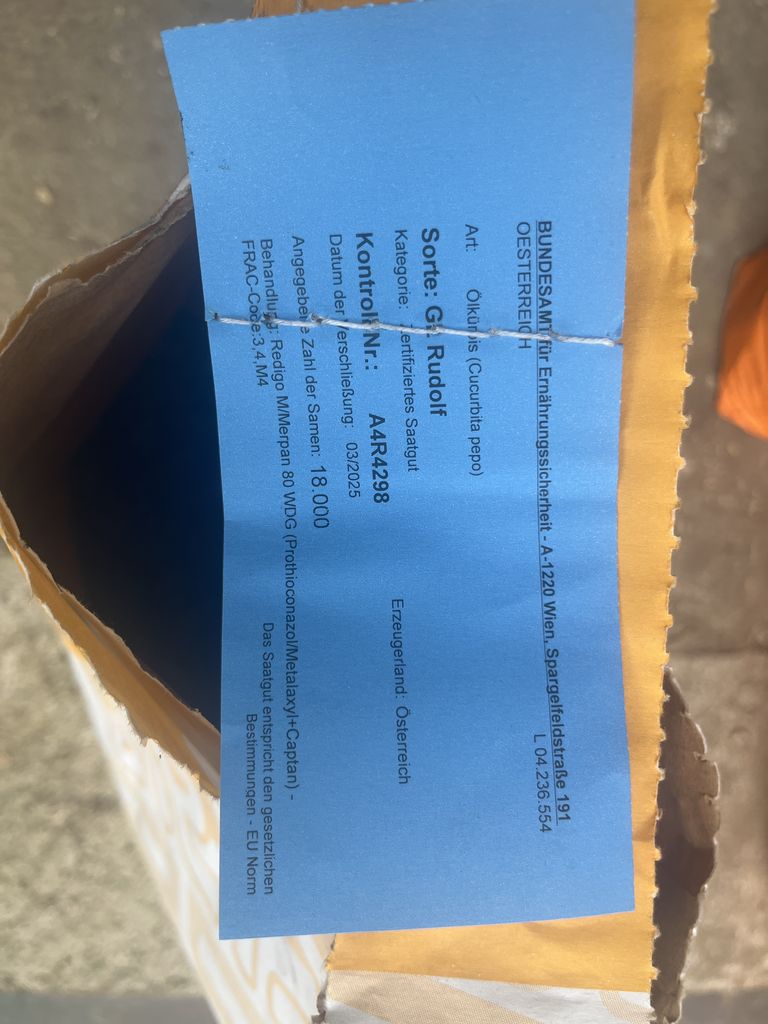 BUNDESAMT für Ernährungssicherheit - A-1220 Wien, Spargelfeldstraße 191
OESTERREICH
L 04.236.554
Art: Ölkürbis (Cucurbita pepo)
Sorte: GL Rudolf
Kategorie: Zertifiziertes Saatgut
Erzeugerland: Österreich
Kontroll Nr.: A4R4298
Datum der Verschließung: 03/2025
Angegebene Zahl der Samen: 18.000
Behandlung: Redigo M/Merpan 80 WDG (Prothioconazol/Metalaxyl+Captan) -
FRAC-Code:3,4,M4
Das Saatgut entspricht den gesetzlichen
Bestimmungen - EU Norm